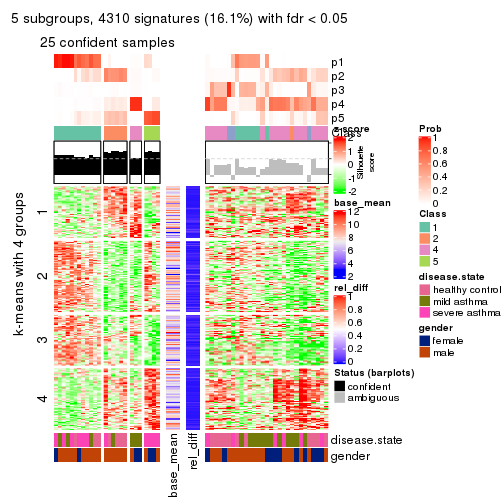 5 subgroups, 4310 signatures (16.1%) with fdr < 0.05
25 confident samples
p1
p2
p3
p4
p5
Class
z-score
2
1
0
-1
-2
Silhouette
score
k-means with 4 groups
1
2
3
4
base_mean
12
10
8
6
4
2
rel_diff
1
0.8
0.6
0.4
0.2
0
Status (barplots)
confident
ambiguous
Prob
1
0.8
0.6
0.4
0.2
0
Class
1
2
4
5
disease.state
healthy control
mild asthma
severe asthma
gender
female
male
disease.state
gender
base_mean
rel_diff